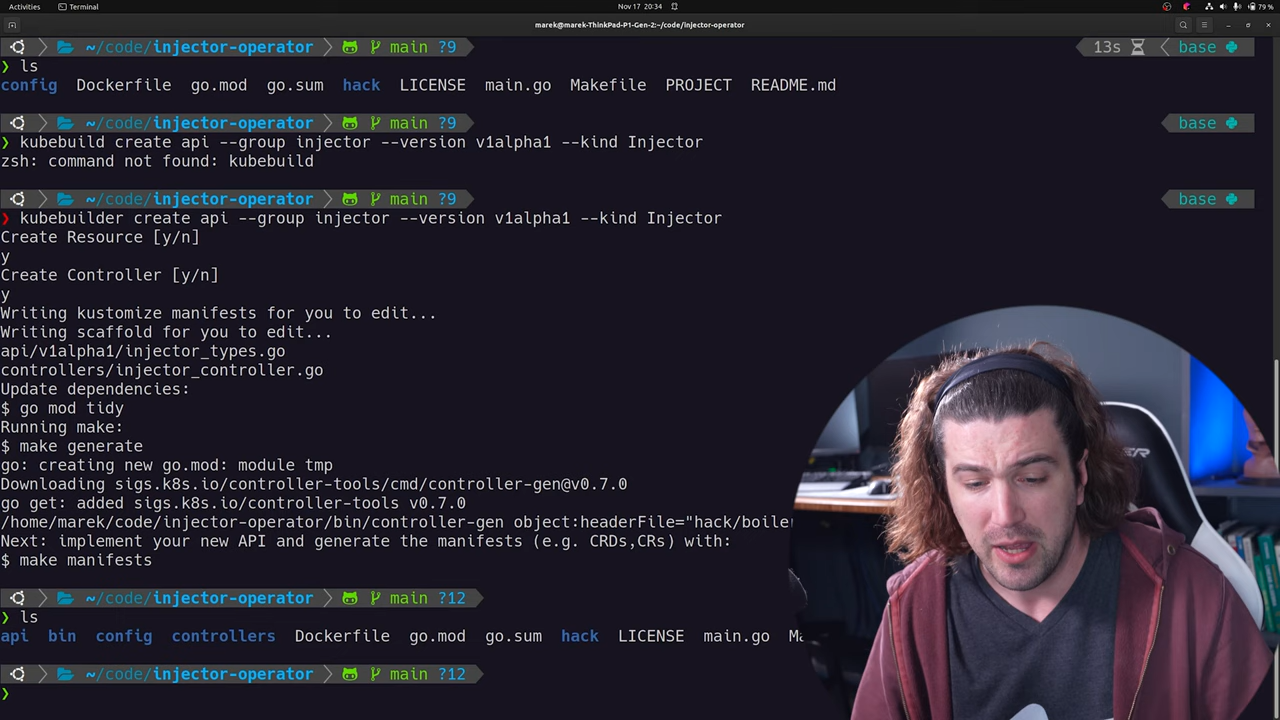 Activities Terminal Nov 17 20:34 79 %
marek@marek-ThinkPad-P1-Gen-2:~/code/injector-operator
~/code/injector-operator main ?9 13s base
❯ ls
config Dockerfile go.mod go.sum hack LICENSE main.go Makefile PROJECT README.md
~/code/injector-operator main ?9 base
❯ kubebuild create api --group injector --version v1alpha1 --kind Injector
zsh: command not found: kubebuild
~/code/injector-operator main ?9 base
❯ kubebuilder create api --group injector --version v1alpha1 --kind Injector
Create Resource [y/n]
y
Create Controller [y/n]
y
Writing kustomize manifests for you to edit...
Writing scaffold for you to edit...
api/v1alpha1/injector_types.go
controllers/injector_controller.go
Update dependencies:
$ go mod tidy
Running make:
$ make generate
go: creating new go.mod: module tmp
Downloading sigs.k8s.io/controller-tools/cmd/controller-gen@v0.7.0
go get: added sigs.k8s.io/controller-tools v0.7.0
/home/marek/code/injector-operator/bin/controller-gen object:headerFile="hack/boiler
Next: implement your new API and generate the manifests (e.g. CRDs,CRs) with:
$ make manifests
~/code/injector-operator main ?12
❯ ls
api bin config controllers Dockerfile go.mod go.sum hack LICENSE main.go Ma
~/code/injector-operator main ?12
❯